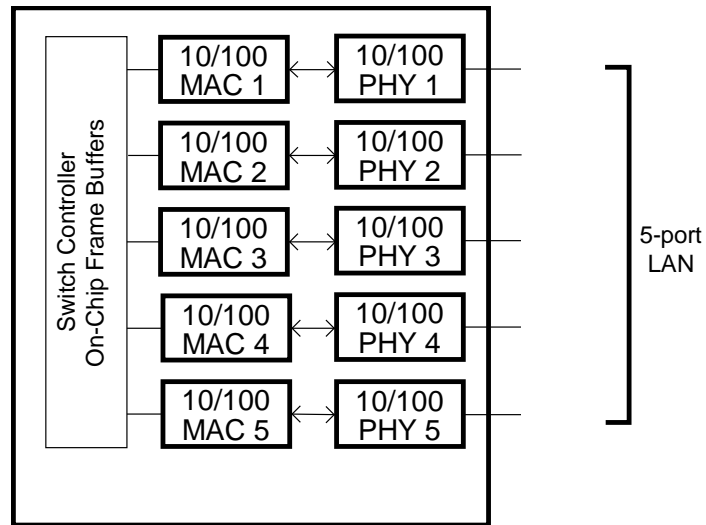 Switch Controller
On-Chip Frame Buffers
10/100
MAC 1
10/100
PHY 1
10/100
MAC 2
10/100
PHY 2
10/100
MAC 3
10/100
PHY 3
10/100
MAC 4
10/100
PHY 4
10/100
MAC 5
10/100
PHY 5
5-port
LAN